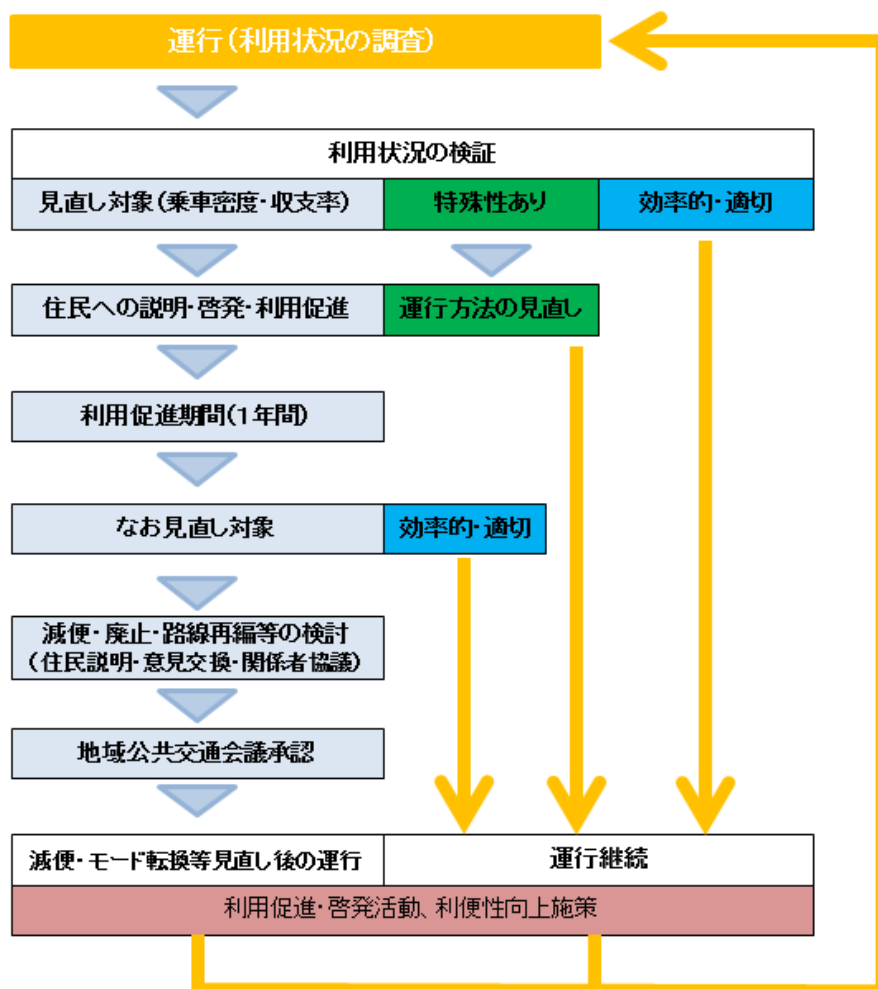 運行(利用状況の調査)
利用状況の検証
見直し対象(乗車密度・収支率)
特殊性あり
効率的・適切
住民への説明・啓発・利用促進
運行方法の見直し
利用促進期間(1年間)
なお見直し対象
効率的・適切
減便・廃止・路線再編等の検討
(住民説明・意見交換・関係者協議)
地域公共交通会議承認
減便・モード転換等見直し後の運行
運行継続
利用促進・啓発活動、利便性向上施策